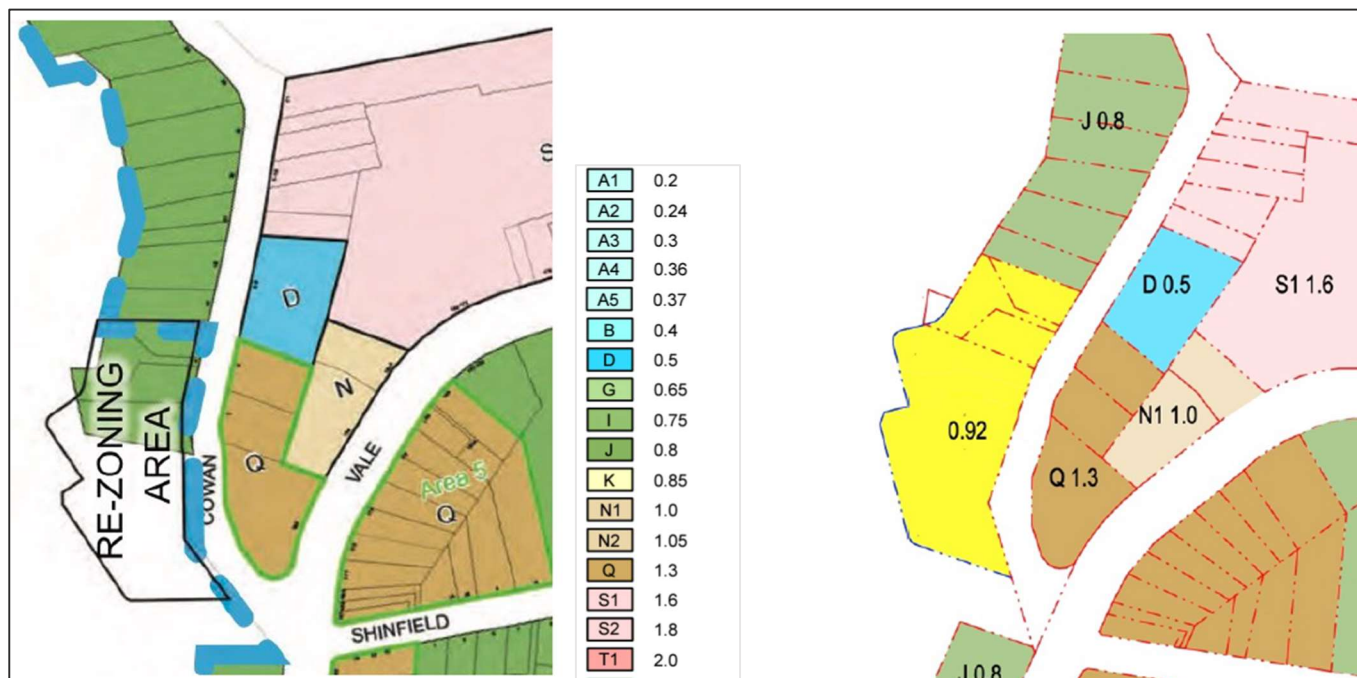 S
D
N
Q
RE-ZONING
AREA
COWAN
VALE
Area 5
Q
SHINFIELD
A1 0.2
A2 0.24
A3 0.3
A4 0.36
A5 0.37
B 0.4
D 0.5
G 0.65
I 0.75
J 0.8
K 0.85
N1 1.0
N2 1.05
Q 1.3
S1 1.6
S2 1.8
T1 2.0
J 0.8
D 0.5
S1 1.6
N1 1.0
0.92
Q 1.3
J 0.8